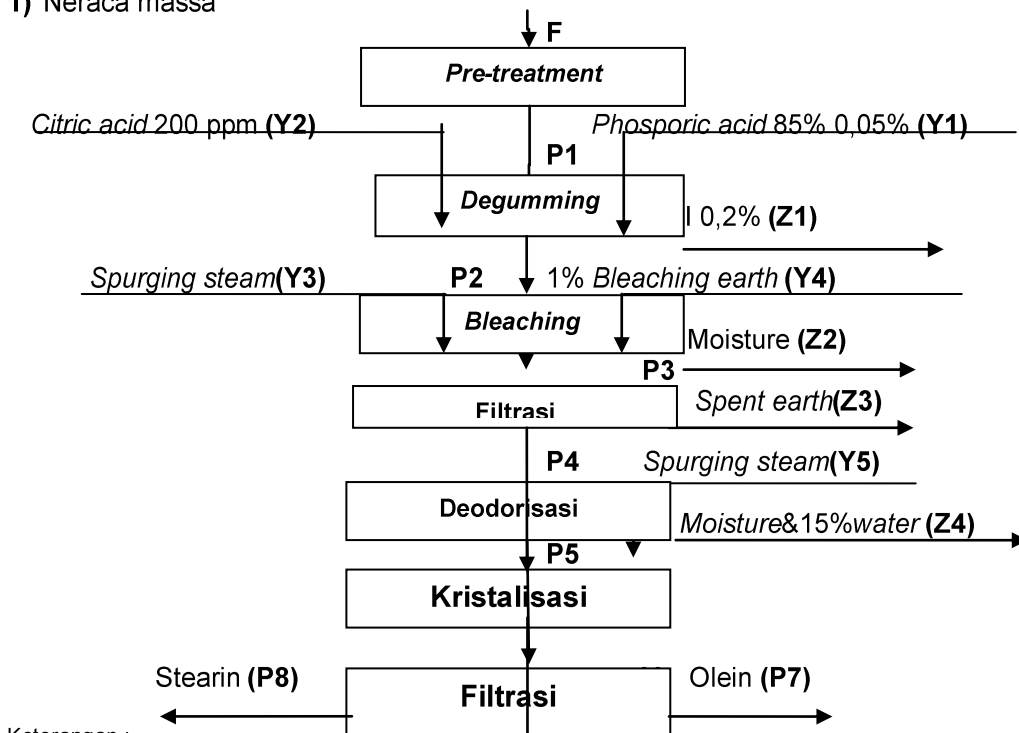 1) Neraca massa
F
Pre-treatment
Citric acid 200 ppm (Y2)
Phosporic acid 85% 0,05% (Y1)
P1
Degumming
l 0,2% (Z1)
Spurging steam(Y3)
P2
1% Bleaching earth (Y4)
Bleaching
Moisture (Z2)
P3
Filtrasi
Spent earth(Z3)
P4
Spurging steam(Y5)
Deodorisasi
Moisture&15%water (Z4)
P5
Kristalisasi
Stearin (P8)
Filtrasi
Olein (P7)
Keterangan :